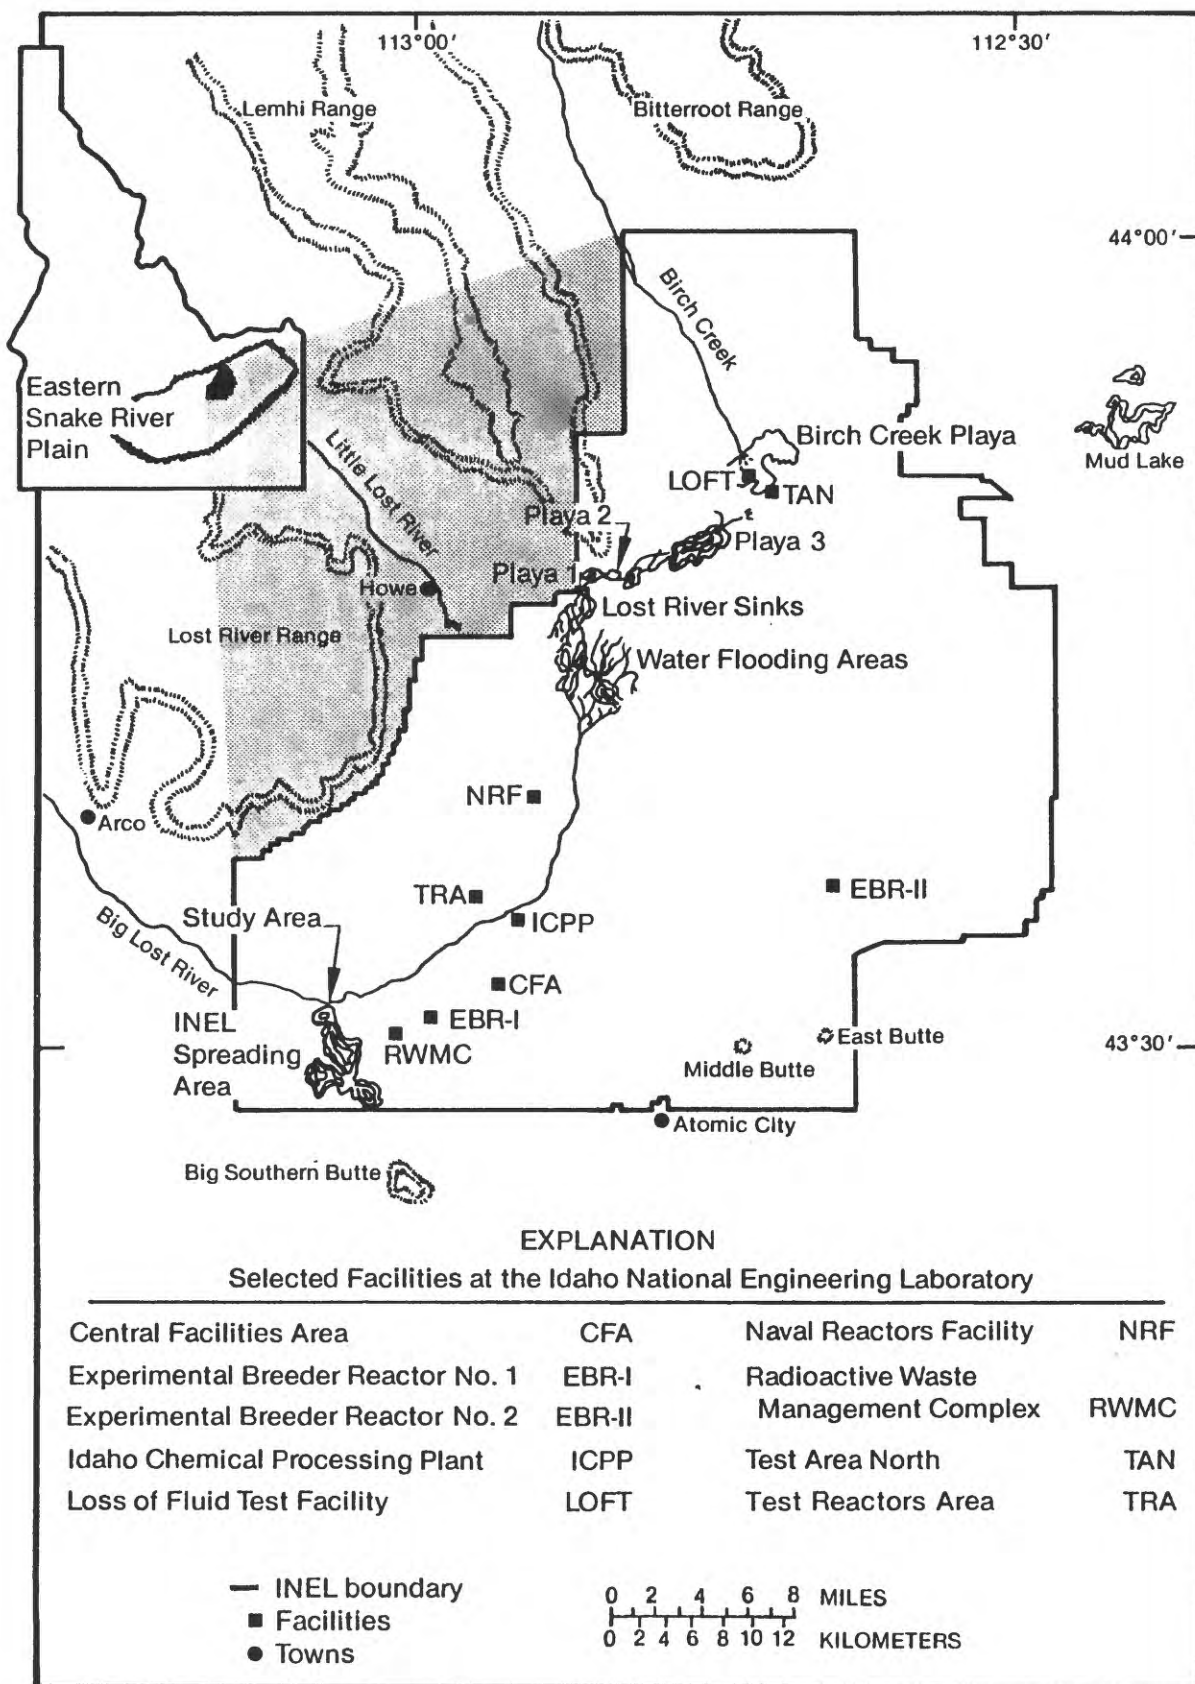 113°00'
112°30'
Lemhi Range
Bitterroot Range
44°00'
Birch Creek
Eastern
Snake River
Plain
Little Lost River
Birch Creek Playa
Mud Lake
LOFT
TAN
Playa 2
Playa 3
Playa 1
Howe
Lost River Sinks
Lost River Range
Water Flooding Areas
NRF
Arco
TRA
EBR-II
Study Area
ICPP
Big Lost River
CFA
INEL
Spreading
Area
EBR-I
RWMC
East Butte
43°30'
Middle Butte
Atomic City
Big Southern Butte
EXPLANATION
Selected Facilities at the Idaho National Engineering Laboratory
Central Facilities Area CFA
Experimental Breeder Reactor No. 1 EBR-I
Experimental Breeder Reactor No. 2 EBR-II
Idaho Chemical Processing Plant ICPP
Loss of Fluid Test Facility LOFT
Naval Reactors Facility NRF
Radioactive Waste
Management Complex RWMC
Test Area North TAN
Test Reactors Area TRA
INEL boundary
Facilities
Towns
0 2 4 6 8 MILES
0 2 4 6 8 10 12 KILOMETERS